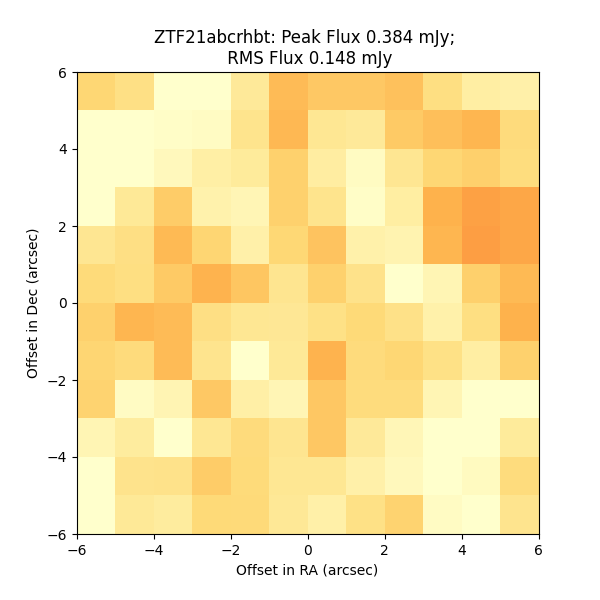 ZTF21abcrhbt: Peak Flux 0.384 mJy;
RMS Flux 0.148 mJy
6
4
2
0
−2
−4
−6
Offset in Dec (arcsec)
−6 −4 −2 0 2 4 6
Offset in RA (arcsec)